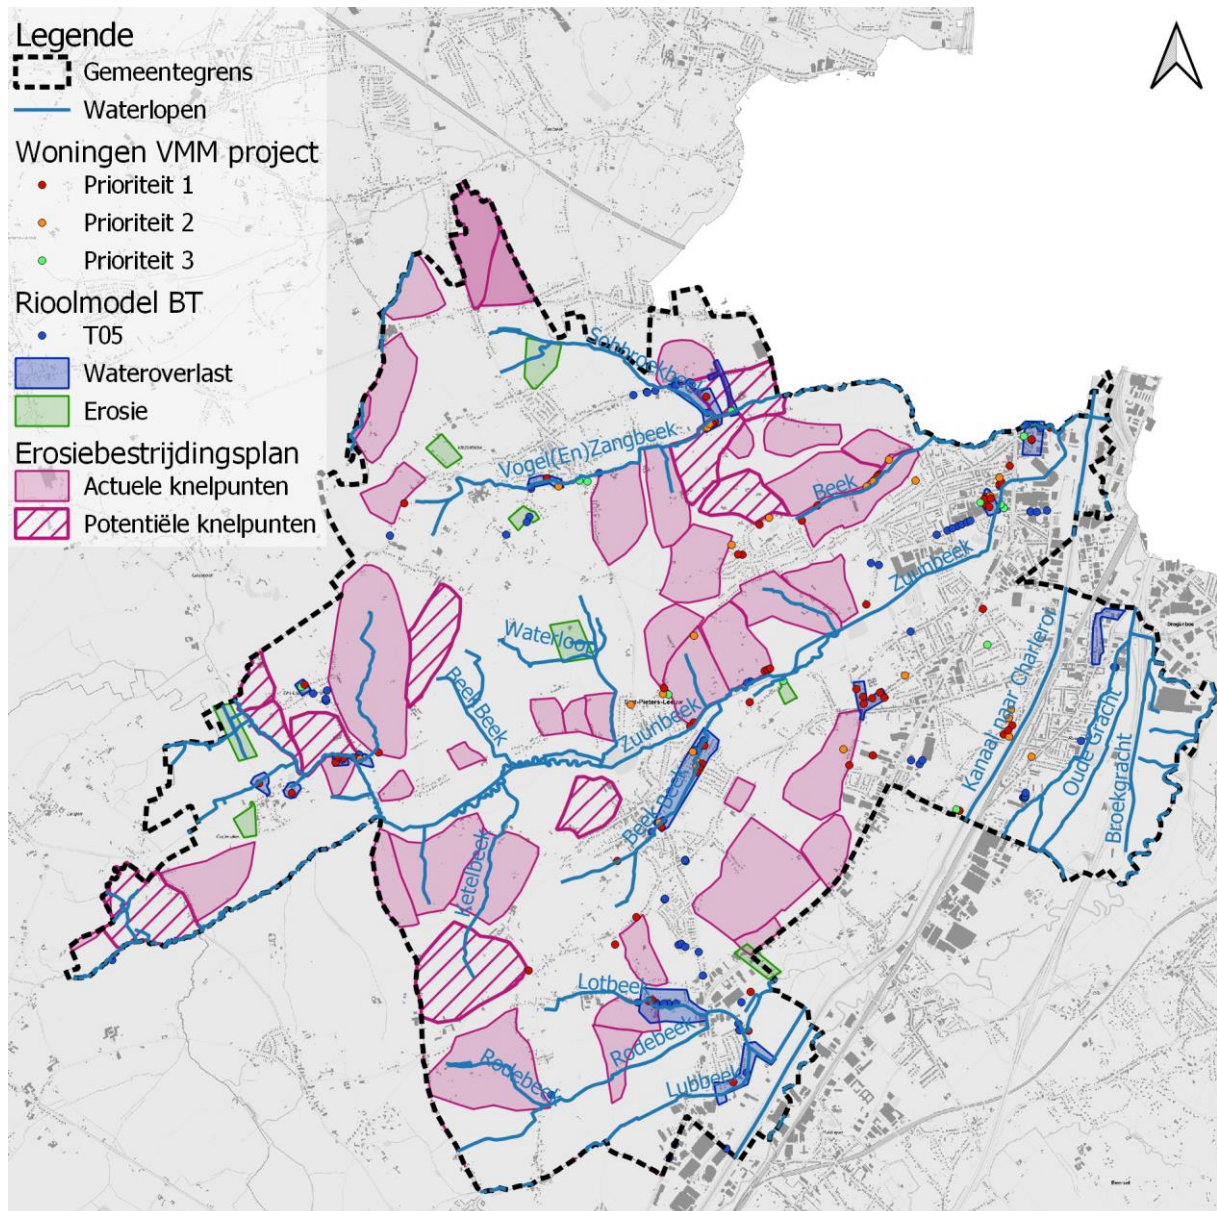 Legende
Gemeentegrens
Waterlopen
Woningen VMM project
Prioriteit 1
Prioriteit 2
Prioriteit 3
Rioolmodel BT
T05
Wateroverlast
Erosie
Erosiebestrijdingsplan
Actuele knelpunten
Potentiële knelpunten
Vogel(En)Zangbeek
Beek
Zuunbeek
Waterloop
BeekBeek
Zuunbeek
Kanaal naar Charleroi
Oude Gracht
Broekgracht
Beek-beek
Ketelbeek
Lotbeek
Rodebeek
Rodebeek
Lubbeek